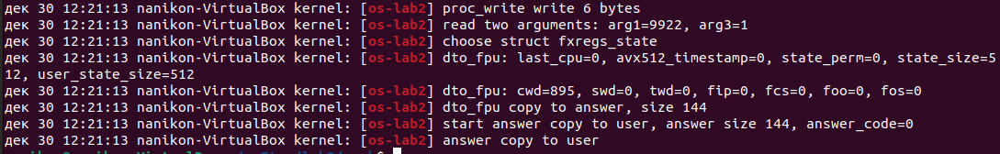 дек 30 12:21:13 nanikon-VirtualBox kernel: [os-lab2] proc_write write 6 bytes
дек 30 12:21:13 nanikon-VirtualBox kernel: [os-lab2] read two arguments: arg1=9922, arg3=1
дек 30 12:21:13 nanikon-VirtualBox kernel: [os-lab2] choose struct fxregs_state
дек 30 12:21:13 nanikon-VirtualBox kernel: [os-lab2] dto_fpu: last_cpu=0, avx512_timestamp=0, state_perm=0, state_size=5
12, user_state_size=512
дек 30 12:21:13 nanikon-VirtualBox kernel: [os-lab2] dto_fpu: cwd=895, swd=0, twd=0, fip=0, fcs=0, foo=0, fos=0
дек 30 12:21:13 nanikon-VirtualBox kernel: [os-lab2] dto_fpu copy to answer, size 144
дек 30 12:21:13 nanikon-VirtualBox kernel: [os-lab2] start answer copy to user, answer size 144, answer_code=0
дек 30 12:21:13 nanikon-VirtualBox kernel: [os-lab2] answer copy to user